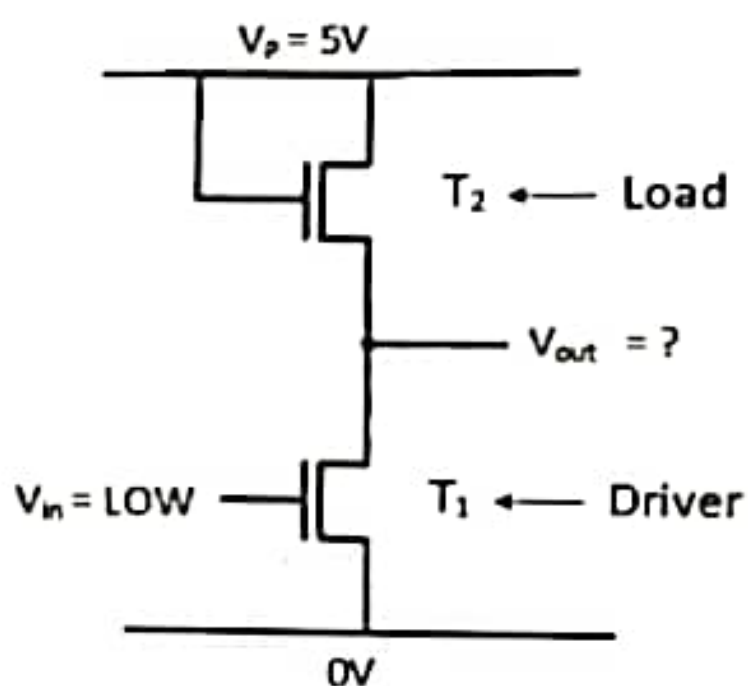 Vₚ = 5V
T₂ ← Load
Vₒᵤₜ = ?
Vᵢₙ = LOW
T₁ ← Driver
0V